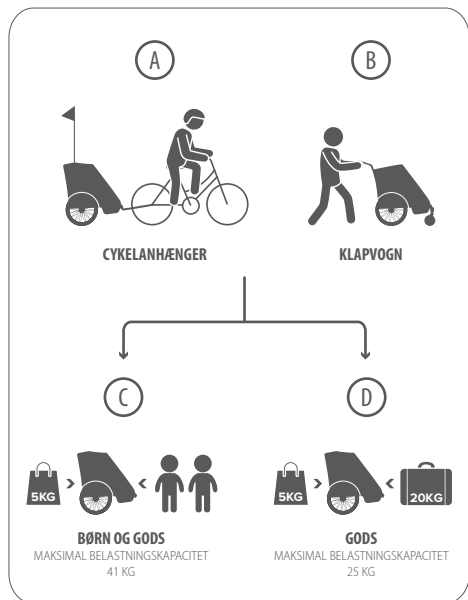 A
B
CYKELANHÆNGER
KLAPVOGN
C
D
5KG
5KG
20KG
BØRN OG GODS
MAKSIMAL BELASTNINGSKAPACITET
41 KG
GODS
MAKSIMAL BELASTNINGSKAPACITET
25 KG